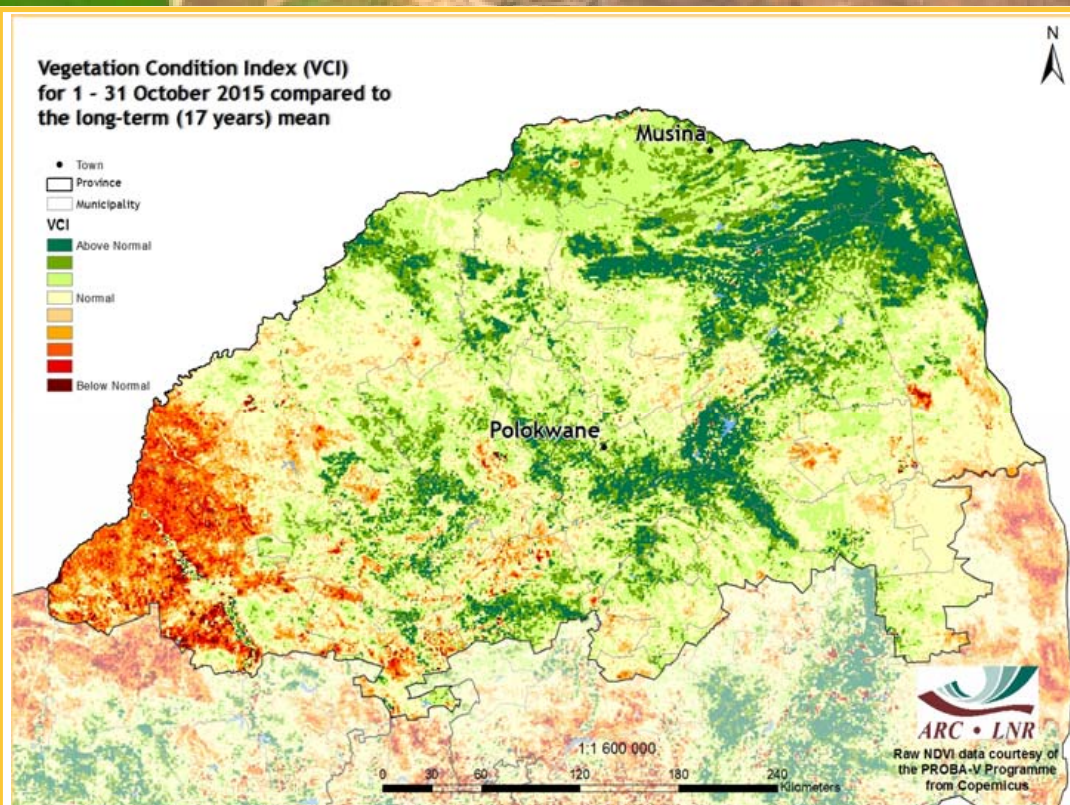 Vegetation Condition Index (VCI)
for 1 - 31 October 2015 compared to
the long-term (17 years) mean
N
Town
Province
Municipality
VCI
Above Normal
Normal
Below Normal
Musina
Polokwane
1:1 600 000
0 30 60 120 180 240
Kilometers
ARC • LNR
Raw NDVI data courtesy of
the PROBA-V Programme
from Copernicus